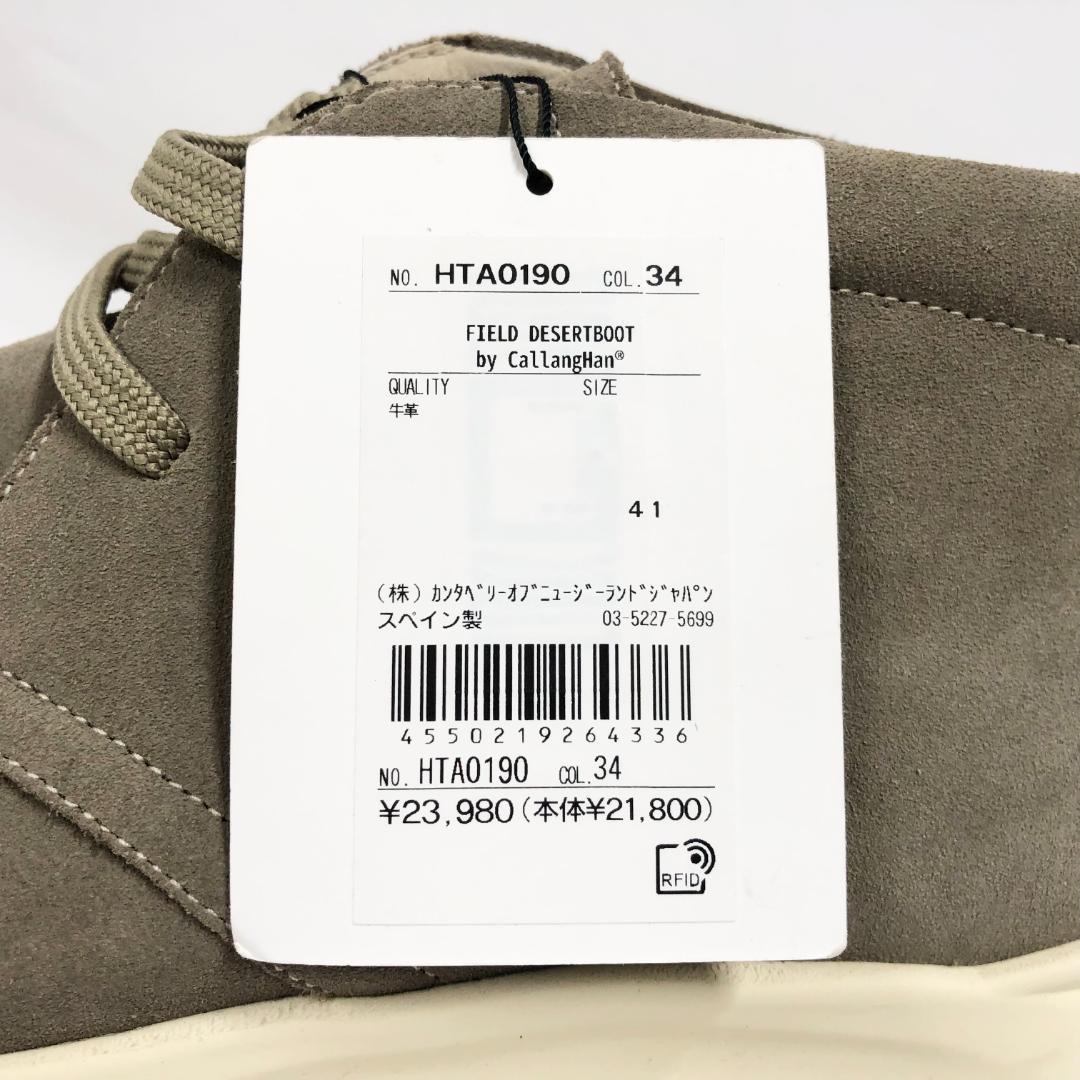 NO. HTA0190 COL. 34
FIELD DESERTBOOT
by CallangHan®
QUALITY SIZE
牛革
41
(株) ｶﾝﾀﾍﾞﾘｰｵﾌﾞﾆｭｰｼﾞｰﾗﾝﾄﾞｼﾞｬﾊﾟﾝ
スペイン製 03-5227-5699
4550219264336
NO. HTA0190 COL. 34
¥23,980(本体¥21,800)
RFID